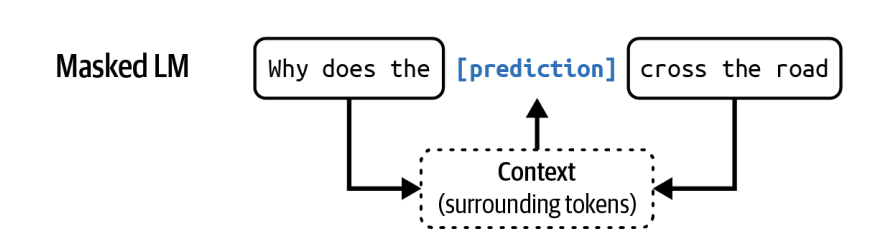 Masked LM Why does the [prediction] cross the road
Context
(surrounding tokens)